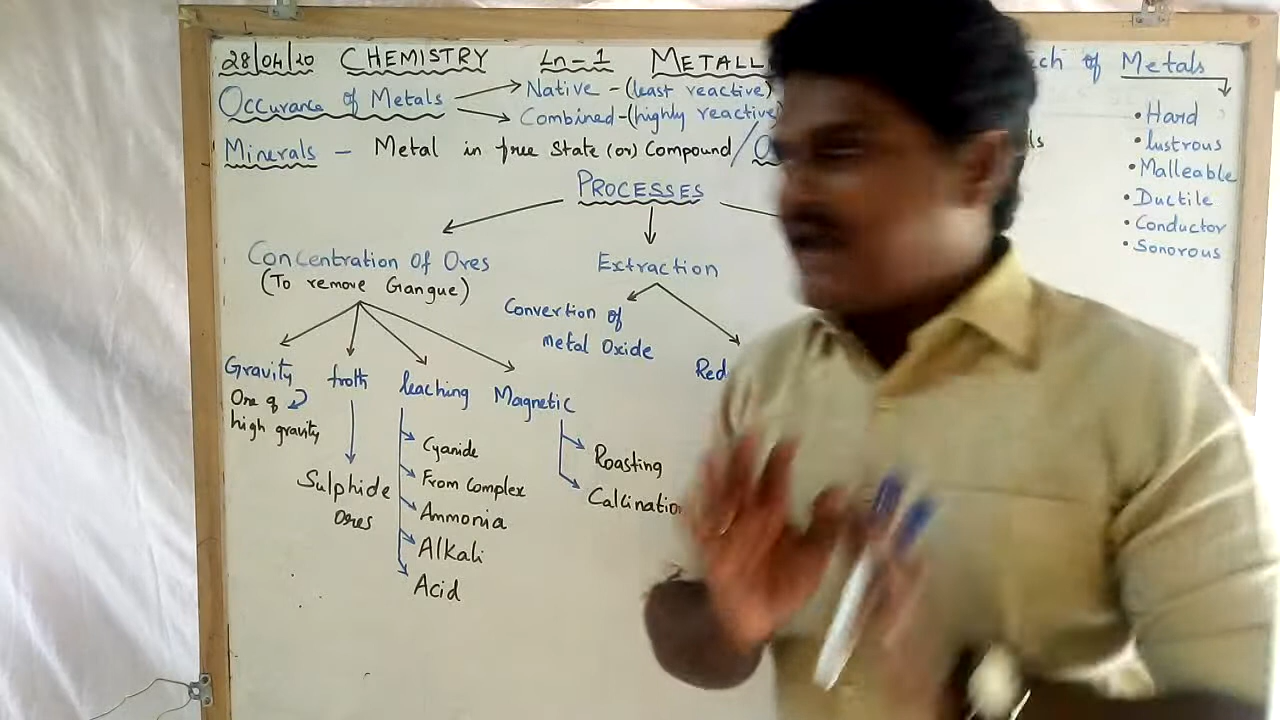 28/04/20 CHEMISTRY Ln-1 METALL
of Metals
Occurance of Metals
Native - (least reactive)
Combined - (highly reactive)
Minerals - Metal in free State (or) Compound /
• Hard
• lustrous
• Malleable
• Ductile
• Conductor
• Sonorous
PROCESSES
Concentration Of Ores
(To remove Gangue)
Extraction
Convertion of
metal Oxide
Red
Gravity
Ore of
high gravity
froth
Sulphide
Ores
leaching
Cyanide
From Complex
Ammonia
Alkali
Acid
Magnetic
Roasting
Calcination